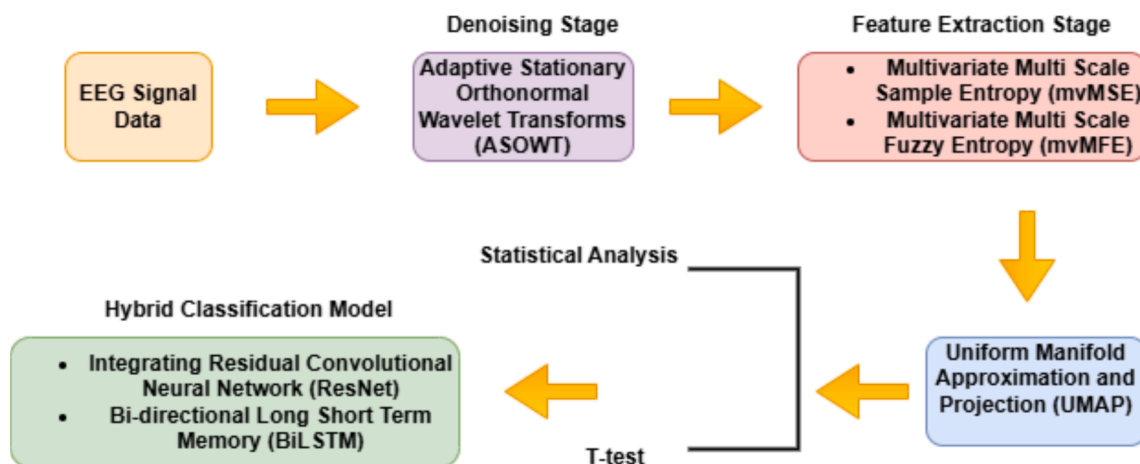 Denoising Stage
Feature Extraction Stage
EEG Signal
Data
Adaptive Stationary
Orthonormal
Wavelet Transforms
(ASOWT)
• Multivariate Multi Scale
Sample Entropy (mvMSE)
• Multivariate Multi Scale
Fuzzy Entropy (mvMFE)
Uniform Manifold
Approximation and
Projection (UMAP)
Statistical Analysis
T-test
Hybrid Classification Model
• Integrating Residual Convolutional
Neural Network (ResNet)
• Bi-directional Long Short Term
Memory (BiLSTM)